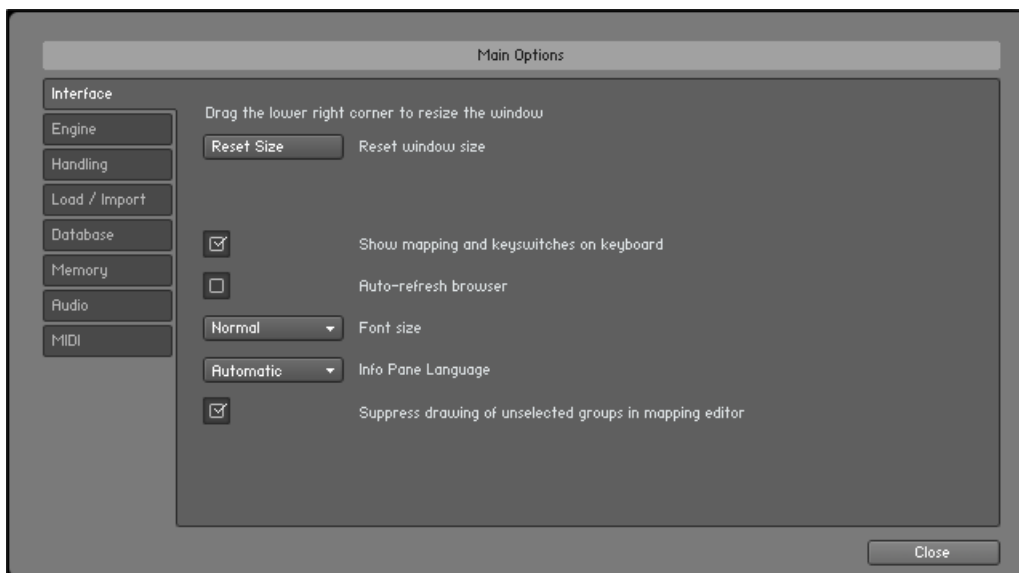 Main Options
Interface
Engine
Handling
Load / Import
Database
Memory
Audio
MIDI
Drag the lower right corner to resize the window
Reset Size Reset window size
Show mapping and keyswitches on keyboard
Auto-refresh browser
Normal Font size
Automatic Info Pane Language
Suppress drawing of unselected groups in mapping editor
Close